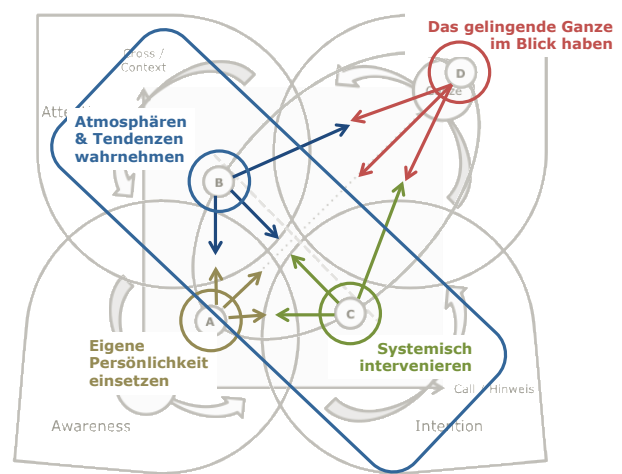 Das gelingende Ganze
im Blick haben
Cross /
Context
D
Atmosphären
& Tendenzen
wahrnehmen
B
A
C
Eigene
Persönlichkeit
einsetzen
Systemisch
intervenieren
Call / Hinweis
Awareness
Intention